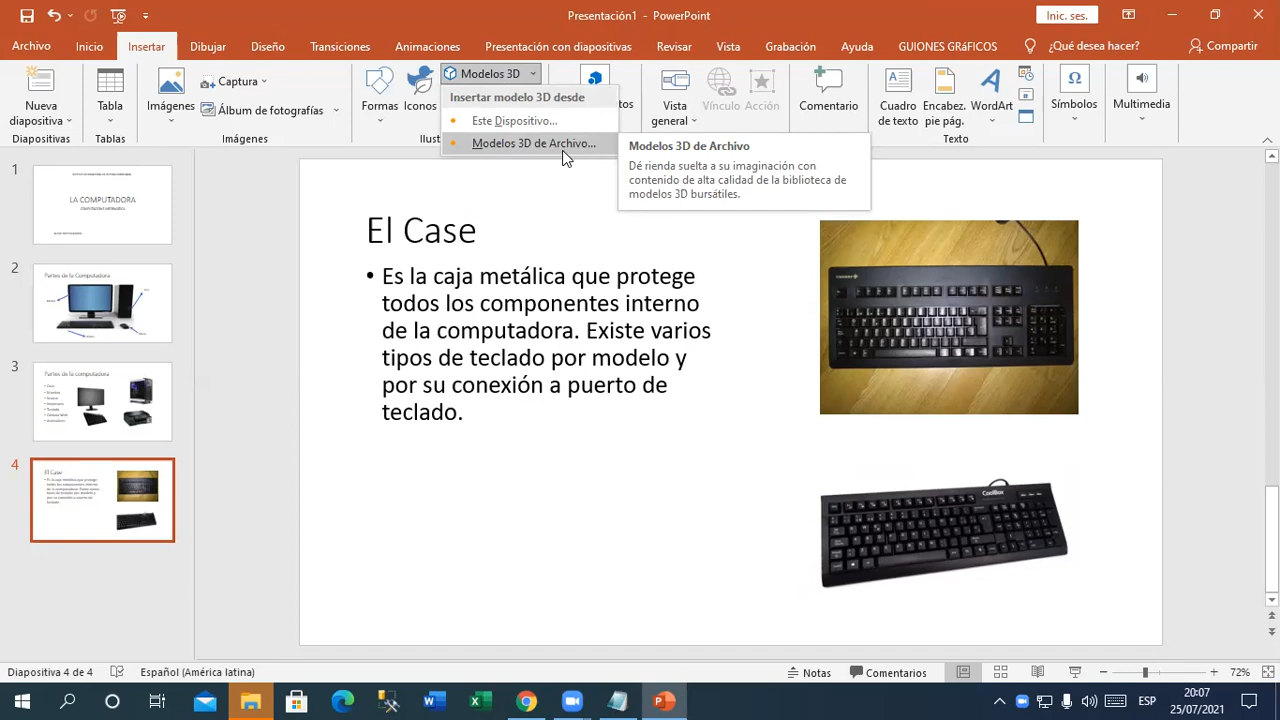 Presentación1 - PowerPoint
Inic. ses.
Archivo Inicio Insertar Dibujar Diseño Transiciones Animaciones Presentación con diapositivas Revisar Vista Grabación Ayuda GUIONES GRÁFICOS ¿Qué desea hacer? Compartir
Nueva diapositiva
Tabla
Imágenes
Captura
Álbum de fotografías
Formas
Iconos
Modelos 3D
Vista general
Vínculo
Acción
Comentario
Cuadro de texto
Encabez. pie pág.
WordArt
Símbolos
Multimedia
Diapositivas
Tablas
Imágenes
Texto
Insertar modelo 3D desde
Este Dispositivo...
Modelos 3D de Archivo...
Modelos 3D de Archivo
Dé rienda suelta a su imaginación con
contenido de alta calidad de la biblioteca de
modelos 3D bursátiles.
1
LA COMPUTADORA
2
Partes de la Computadora
3
Partes de la computadora
4
El Case
El Case
• Es la caja metálica que protege
todos los componentes interno
de la computadora. Existe varios
tipos de teclado por modelo y
por su conexión a puerto de
teclado.
CoolBox
Diapositiva 4 de 4 Español (América latina) Notas Comentarios 72%
ESP
20:07
25/07/2021